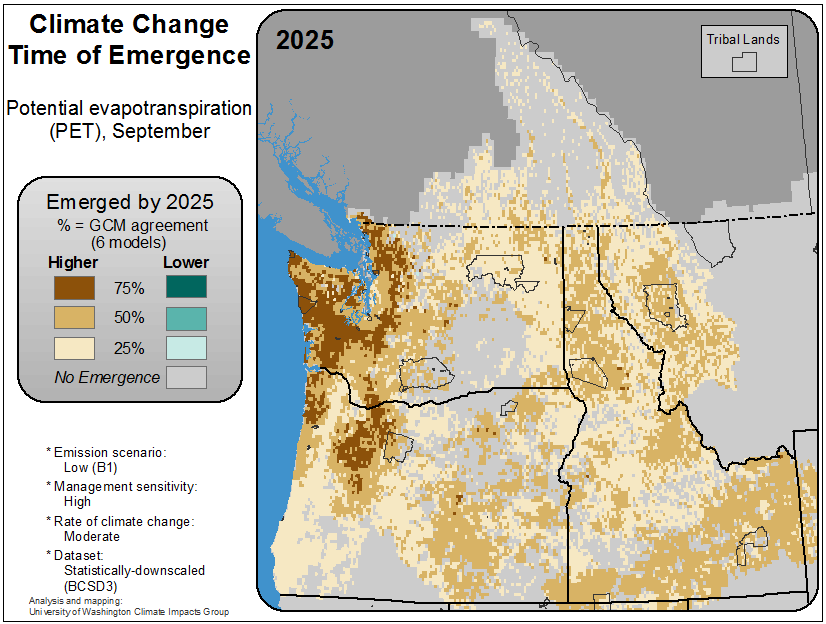 Climate Change
Time of Emergence
Potential evapotranspiration
(PET), September
Emerged by 2025
% = GCM agreement
(6 models)
Higher Lower
75%
50%
25%
No Emergence
* Emission scenario:
Low (B1)
* Management sensitivity:
High
* Rate of climate change:
Moderate
* Dataset:
Statistically-downscaled
(BCSD3)
Analysis and mapping:
University of Washington Climate Impacts Group
2025
Tribal Lands